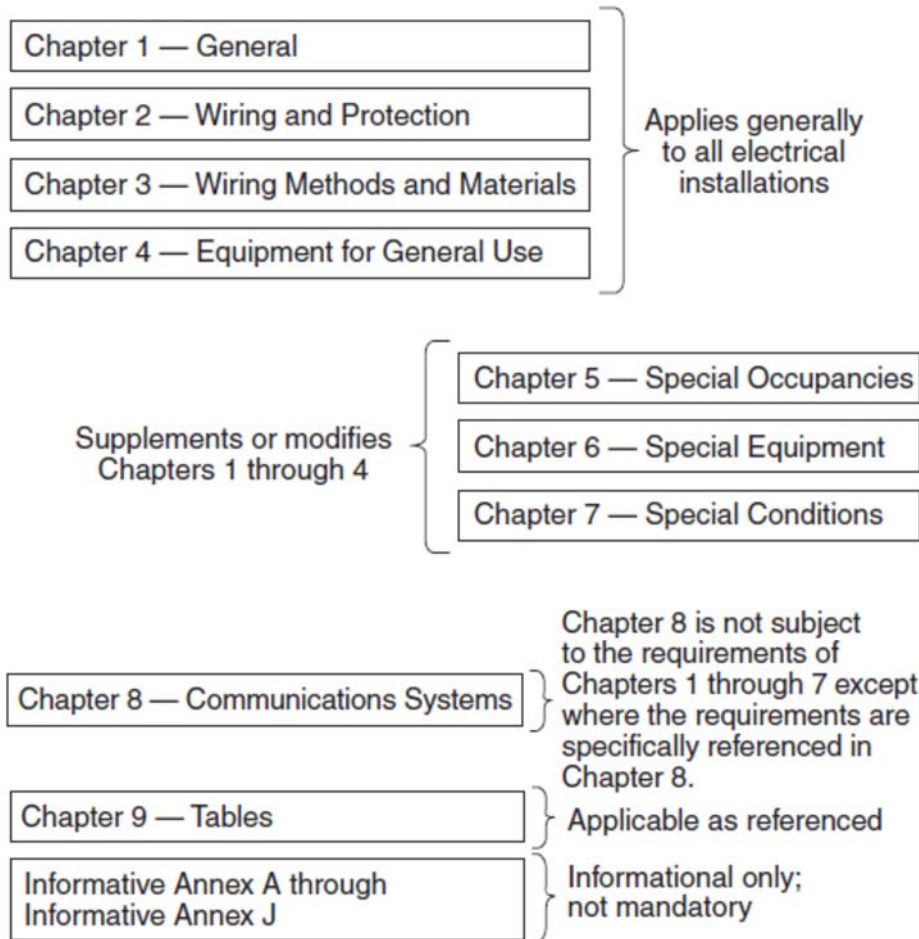 Chapter 1 — General
Chapter 2 — Wiring and Protection
Chapter 3 — Wiring Methods and Materials
Chapter 4 — Equipment for General Use
Applies generally
to all electrical
installations
Supplements or modifies
Chapters 1 through 4
Chapter 5 — Special Occupancies
Chapter 6 — Special Equipment
Chapter 7 — Special Conditions
Chapter 8 — Communications Systems
Chapter 8 is not subject
to the requirements of
Chapters 1 through 7 except
where the requirements are
specifically referenced in
Chapter 8.
Chapter 9 — Tables
Applicable as referenced
Informative Annex A through
Informative Annex J
Informational only;
not mandatory